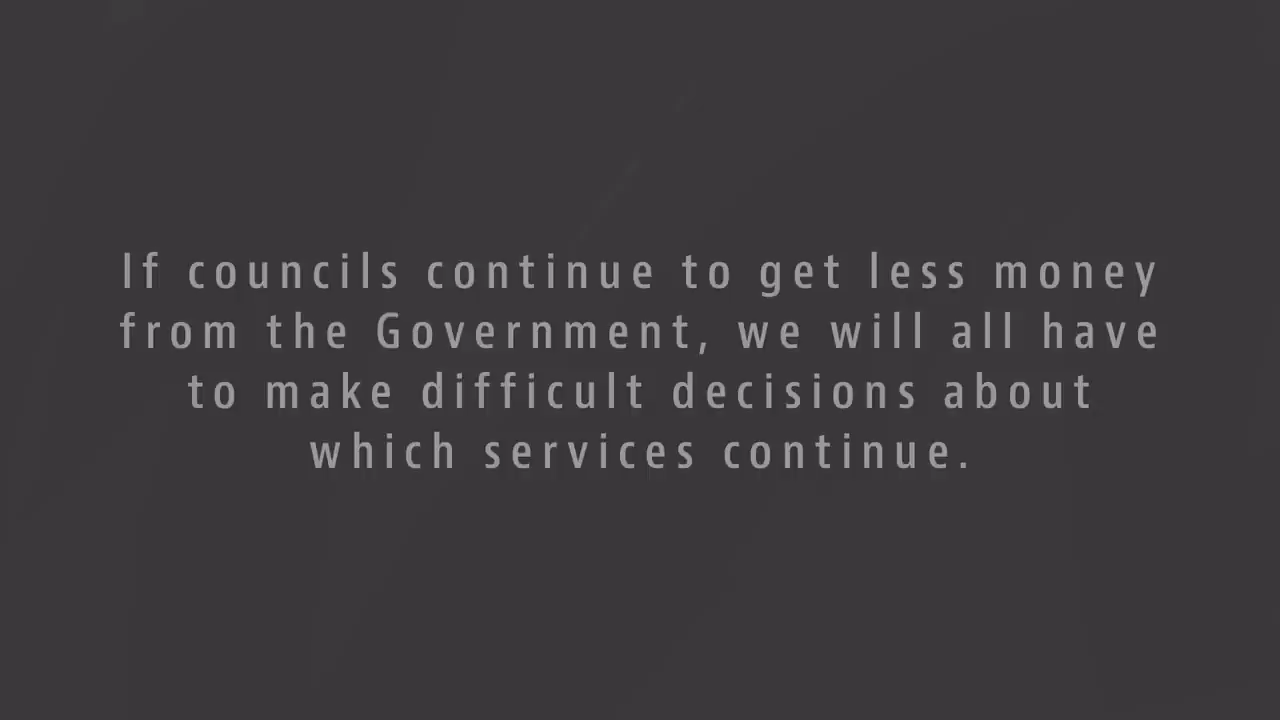 If councils continue to get less money
from the Government, we will all have
to make difficult decisions about
which services continue.